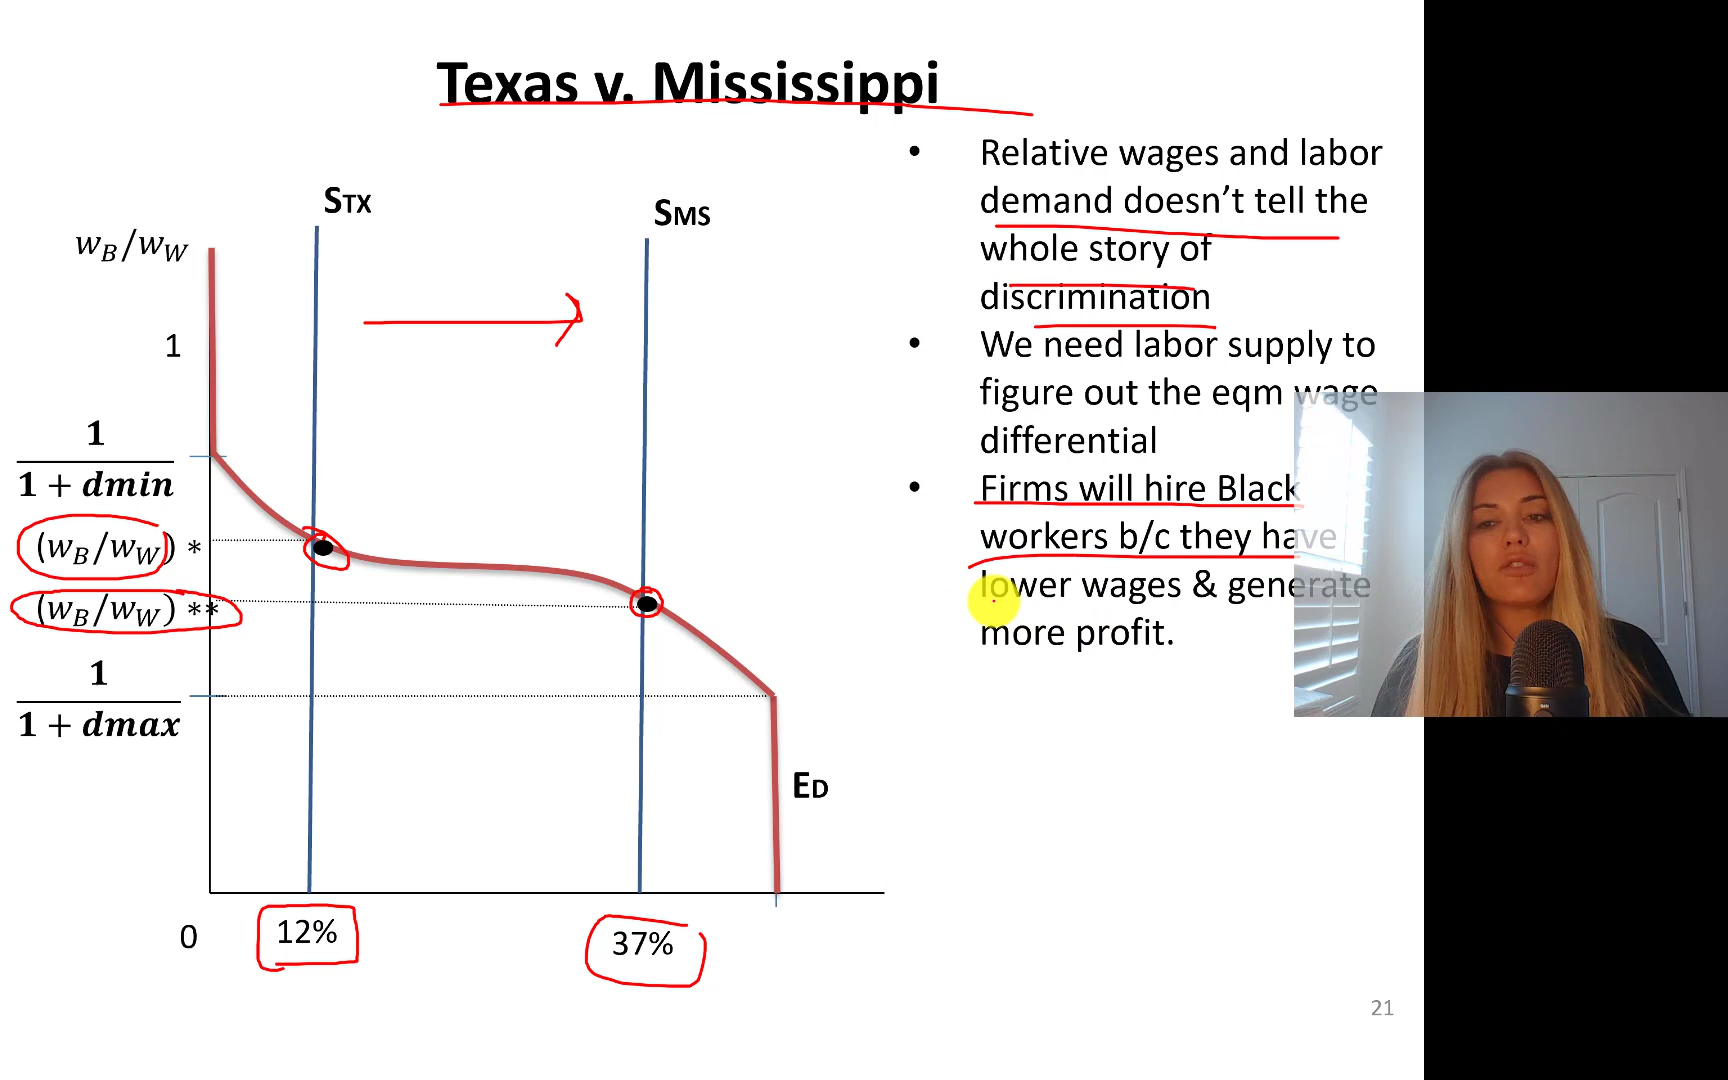 Texas v. Mississippi
• Relative wages and labor
demand doesn't tell the
whole story of
discrimination
• We need labor supply to
figure out the eqm wage
differential
• Firms will hire Black
workers b/c they have
lower wages & generate
more profit.
STX
SMS
wB/wW
1
1
1 + dmin
(wB/wW) *
(wB/wW) **
1
1 + dmax
ED
0
12%
37%
21